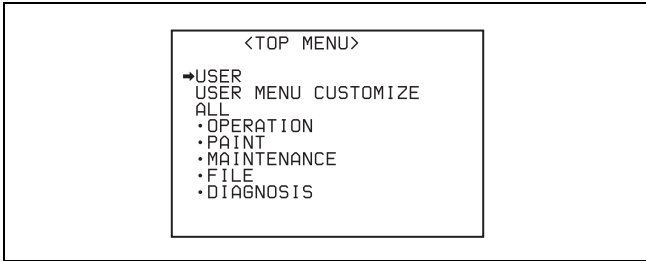 <TOP MENU>
➡USER
USER MENU CUSTOMIZE
ALL
·OPERATION
·PAINT
·MAINTENANCE
·FILE
·DIAGNOSIS